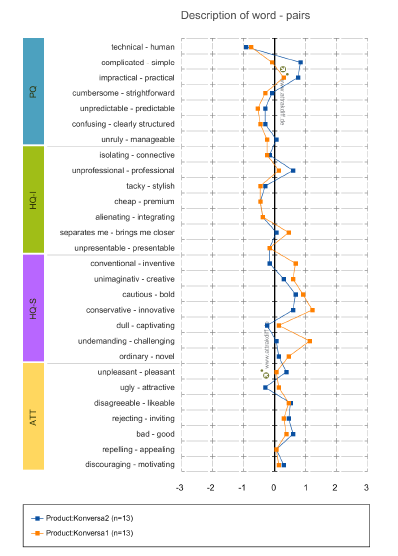 Description of word - pairs
PQ
technical - human
complicated - simple
impractical - practical
cumbersome - strightforward
unpredictable - predictable
confusing - clearly structured
unruly - manageable
HQ-I
isolating - connective
unprofessional - professional
tacky - stylish
cheap - premium
alienating - integrating
separates me - brings me closer
unpresentable - presentable
HQ-S
conventional - inventive
unimaginativ - creative
cautious - bold
conservative - innovative
dull - captivating
undemanding - challenging
ordinary - novel
ATT
unpleasant - pleasant
ugly - attractive
disagreeable - likeable
rejecting - inviting
bad - good
repelling - appealing
discouraging - motivating
-3 -2 -1 0 1 2 3
Product:Konversa2 (n=13)
Product:Konversa1 (n=13)